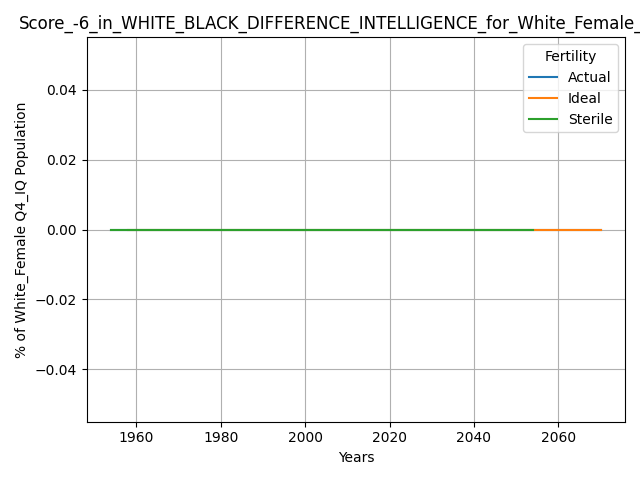 Score_-6_in_WHITE_BLACK_DIFFERENCE_INTELLIGENCE_for_White_Female_
Fertility
Actual
Ideal
Sterile
% of White_Female Q4_IQ Population
0.04
0.02
0.00
−0.02
−0.04
1960 1980 2000 2020 2040 2060
Years